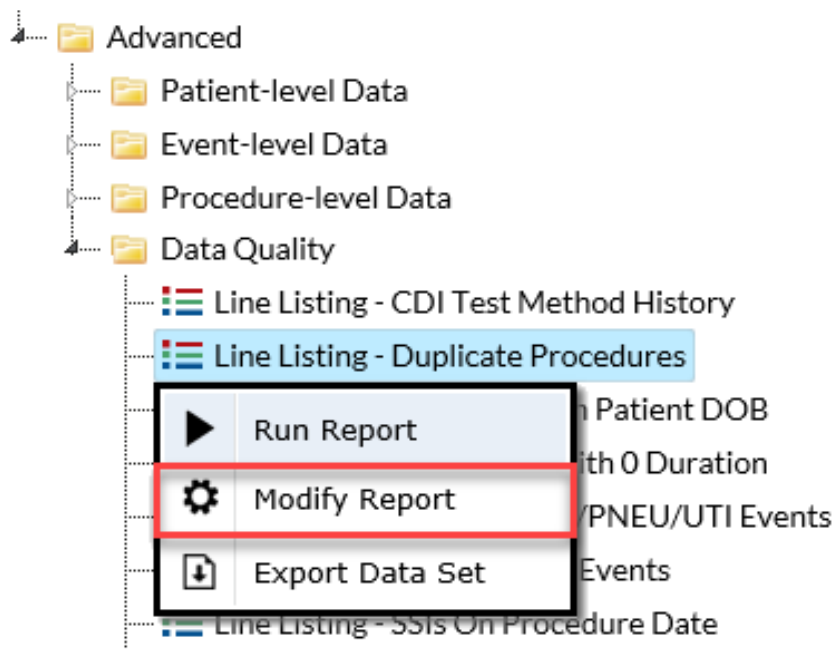 Advanced
Patient-level Data
Event-level Data
Procedure-level Data
Data Quality
Line Listing - CDI Test Method History
Line Listing - Duplicate Procedures
Run Report
Patient DOB
ith 0 Duration
Modify Report
/PNEU/UTI Events
Export Data Set
Events
Line Listing - SSIs On Procedure Date